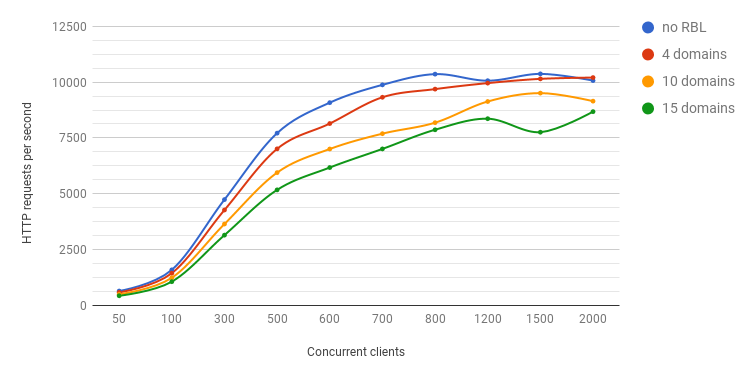 12500
10000
7500
5000
2500
0
HTTP requests per second
50 100 300 500 600 700 800 1200 1500 2000
Concurrent clients
no RBL
4 domains
10 domains
15 domains